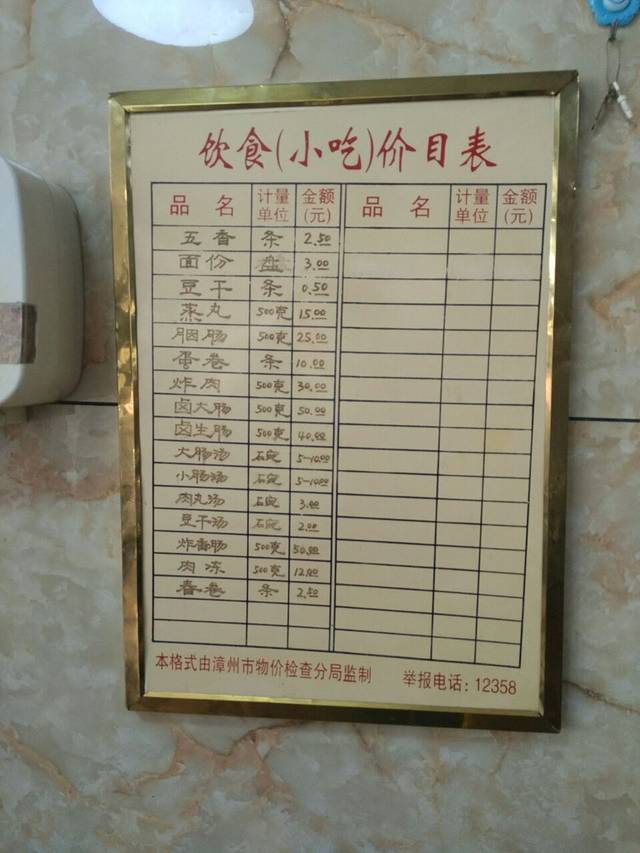 饮食(小吃)价目表
品名 计量单位 金额(元) 品名 计量单位 金额(元)
五香 条 2.50
面份 盘 3.00
豆干 条 0.50
蒸丸 500克 15.00
胭肠 500克 25.00
蛋卷 条 10.00
炸肉 500克 30.00
卤大肠 500克 50.00
卤生肠 500克 40.00
大肠汤 碗 5-10.00
小肠汤 碗 5-10.00
肉丸汤 碗 3.00
豆干汤 碗 2.00
炸香肠 500克 50.00
肉冻 500克 12.00
春卷 条 2.50
本格式由漳州市物价检查分局监制 举报电话:12358